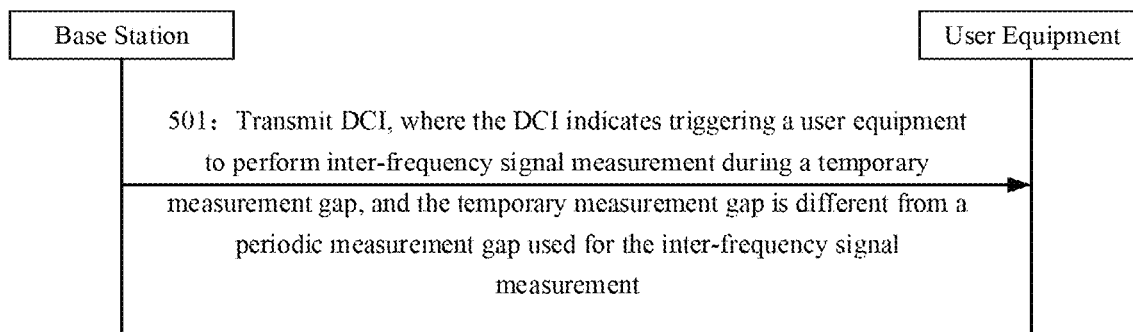 Base Station
User Equipment
501： Transmit DCI, where the DCI indicates triggering a user equipment
to perform inter-frequency signal measurement during a temporary
measurement gap, and the temporary measurement gap is different from a
periodic measurement gap used for the inter-frequency signal
measurement